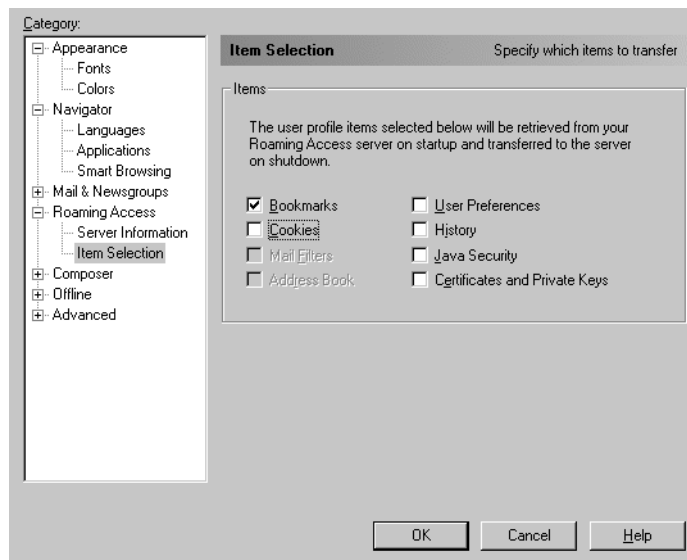 Category:
Appearance
Fonts
Colors
Navigator
Languages
Applications
Smart Browsing
Mail & Newsgroups
Roaming Access
Server Information
Item Selection
Composer
Offline
Advanced
Item Selection Specify which items to transfer
Items
The user profile items selected below will be retrieved from your
Roaming Access server on startup and transferred to the server
on shutdown.
Bookmarks User Preferences
Cookies History
Mail Filters Java Security
Address Book Certificates and Private Keys
OK Cancel Help